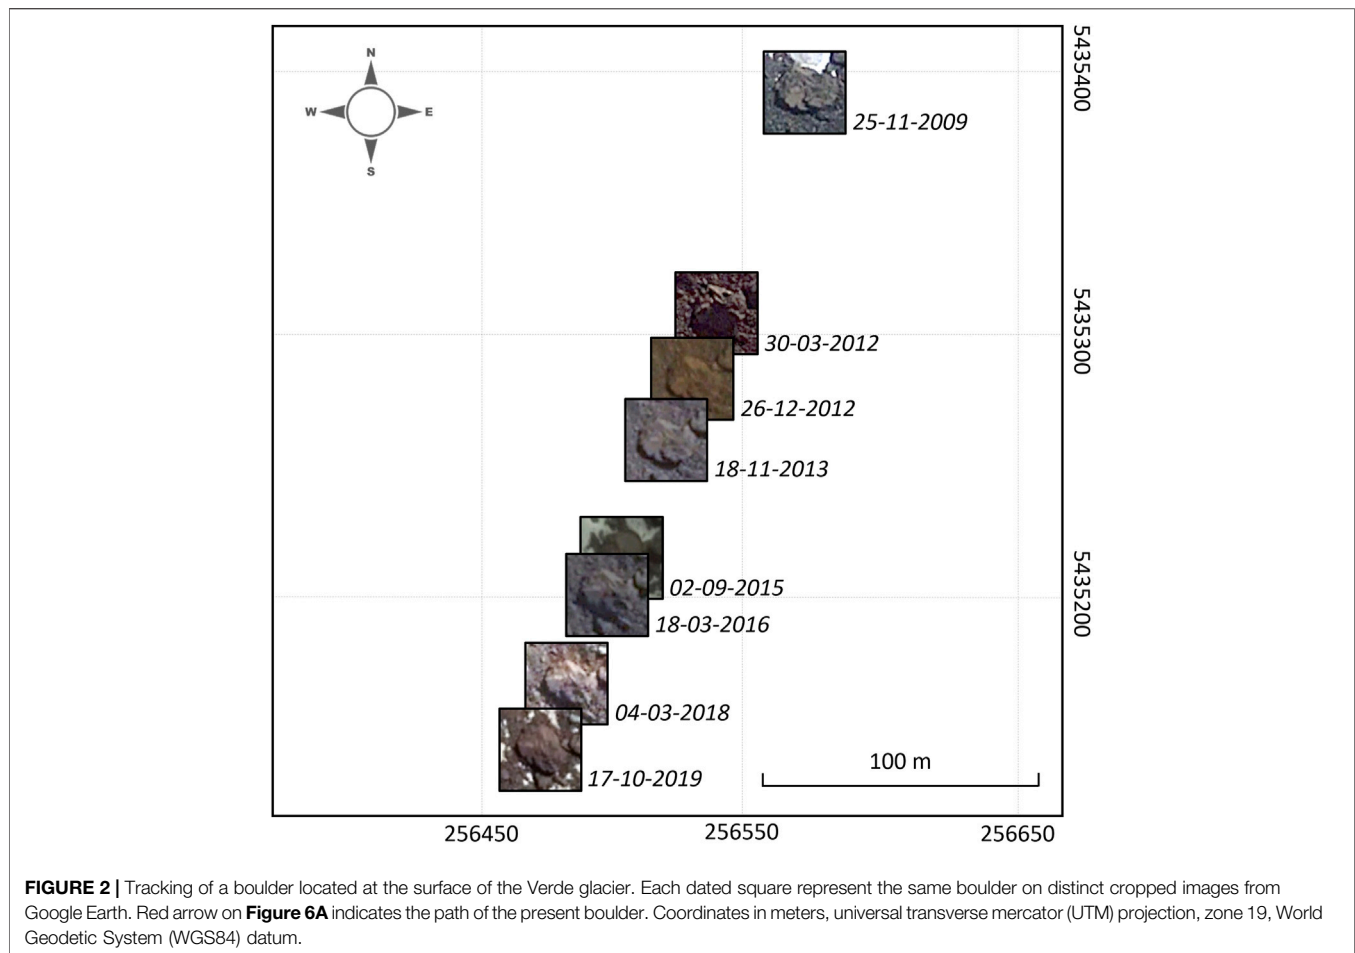 N
W E
S
5435400
25-11-2009
5435300
30-03-2012
26-12-2012
18-11-2013
5435200
02-09-2015
18-03-2016
04-03-2018
100 m
17-10-2019
256450 256550 256650
FIGURE 2 | Tracking of a boulder located at the surface of the Verde glacier. Each dated square represent the same boulder on distinct cropped images from
Google Earth. Red arrow on Figure 6A indicates the path of the present boulder. Coordinates in meters, universal transverse mercator (UTM) projection, zone 19, World
Geodetic System (WGS84) datum.